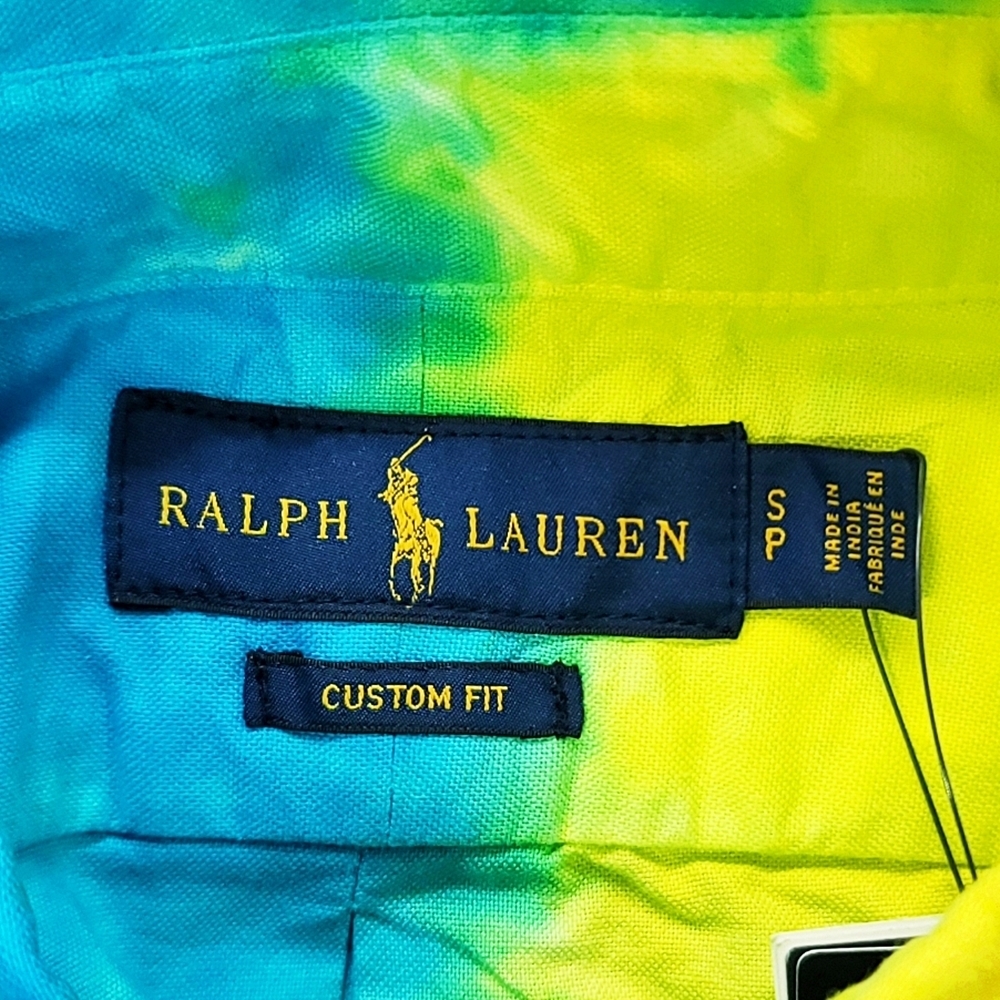 RALPH LAUREN
S
P
MADE IN
INDIA
FABRIQUÉ EN
INDE
CUSTOM FIT